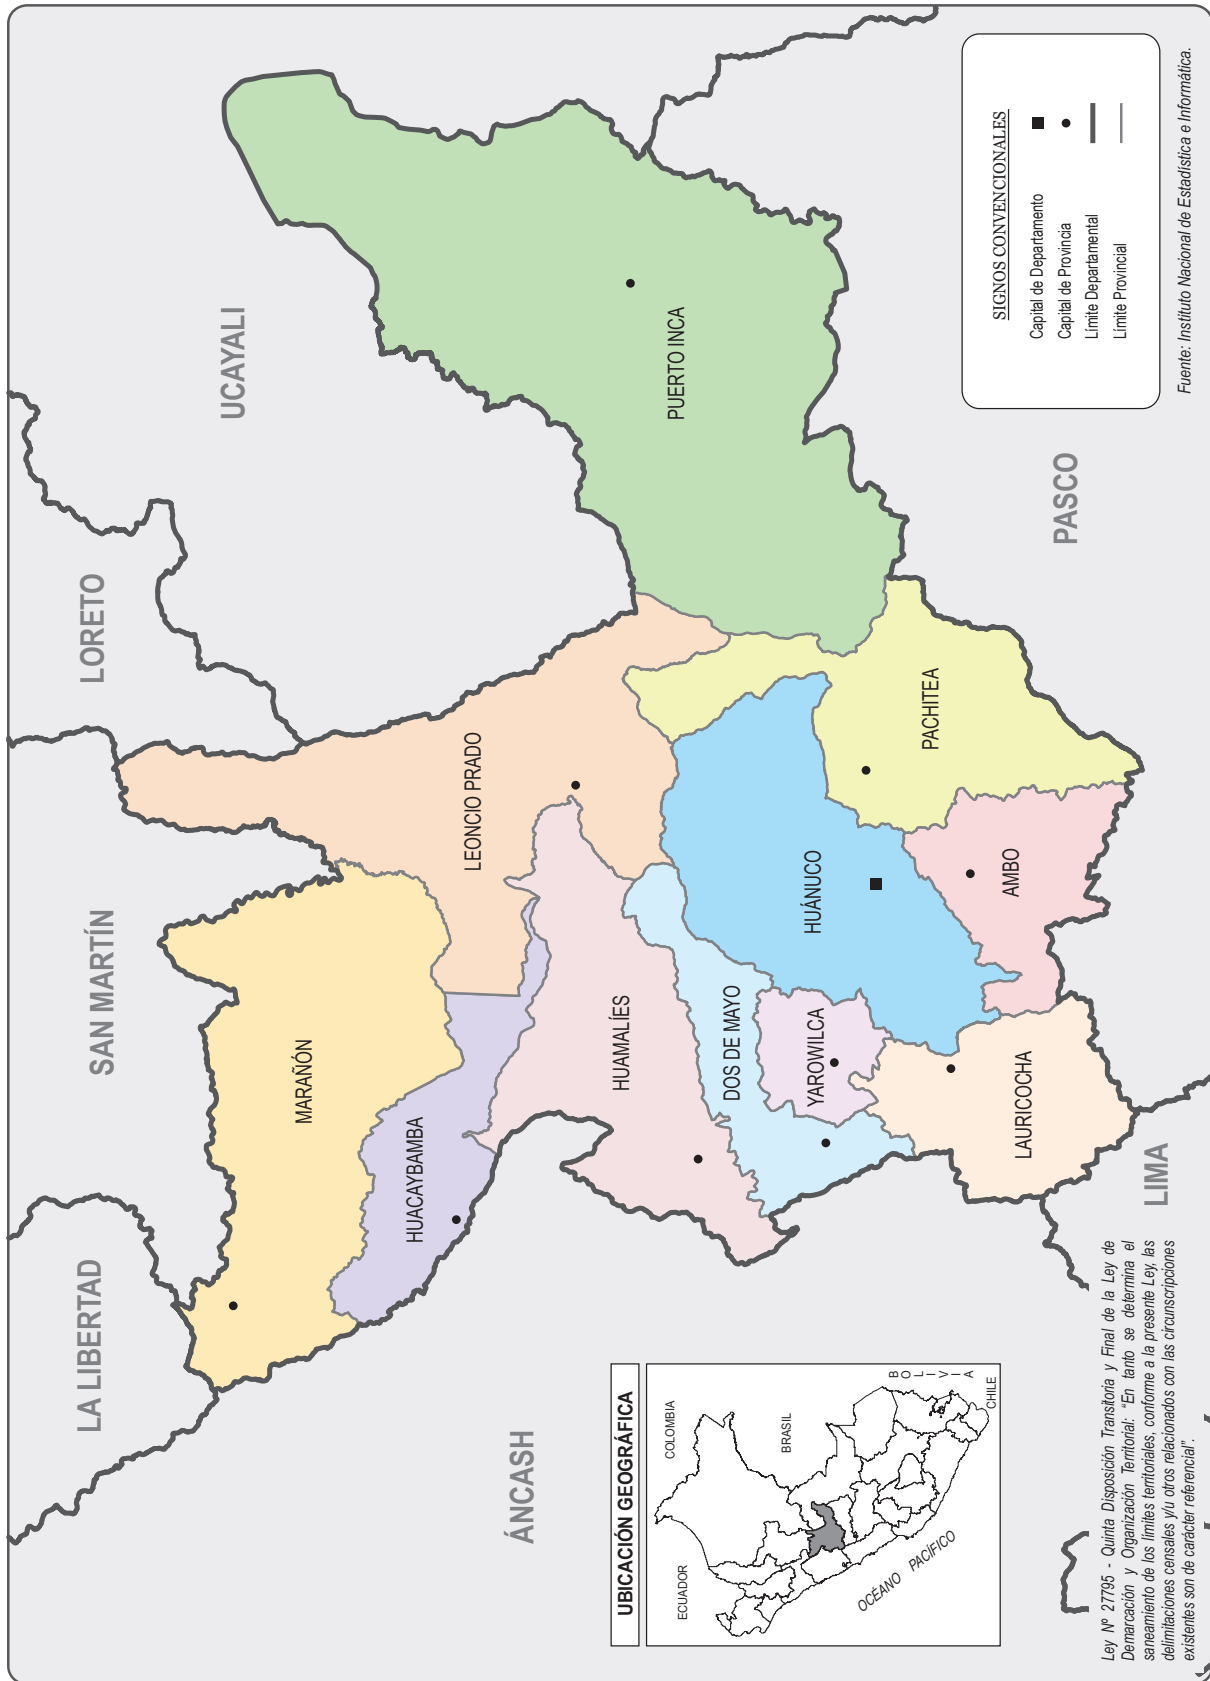 LA LIBERTAD
SAN MARTÍN
LORETO
UCAYALI
MARAÑÓN
HUACAYBAMBA
LEONCIO PRADO
HUAMALÍES
PUERTO INCA
DOS DE MAYO
HUÁNUCO
YAROWILCA
PACHITEA
AMBO
LAURICOCHA
ÁNCASH
LIMA
PASCO
UBICACIÓN GEOGRÁFICA
ECUADOR
COLOMBIA
BRASIL
BOLIVIA
CHILE
OCÉANO PACÍFICO
SIGNOS CONVENCIONALES
Capital de Departamento
Capital de Provincia
Límite Departamental
Límite Provincial
Fuente: Instituto Nacional de Estadística e Informática.
Ley Nº 27795 - Quinta Disposición Transitoria y Final de la Ley de
Demarcación y Organización Territorial: "En tanto se determina el
saneamiento de los límites territoriales, conforme a la presente Ley, las
delimitaciones censales y/u otros relacionados con las circunscripciones
existentes son de carácter referencial".